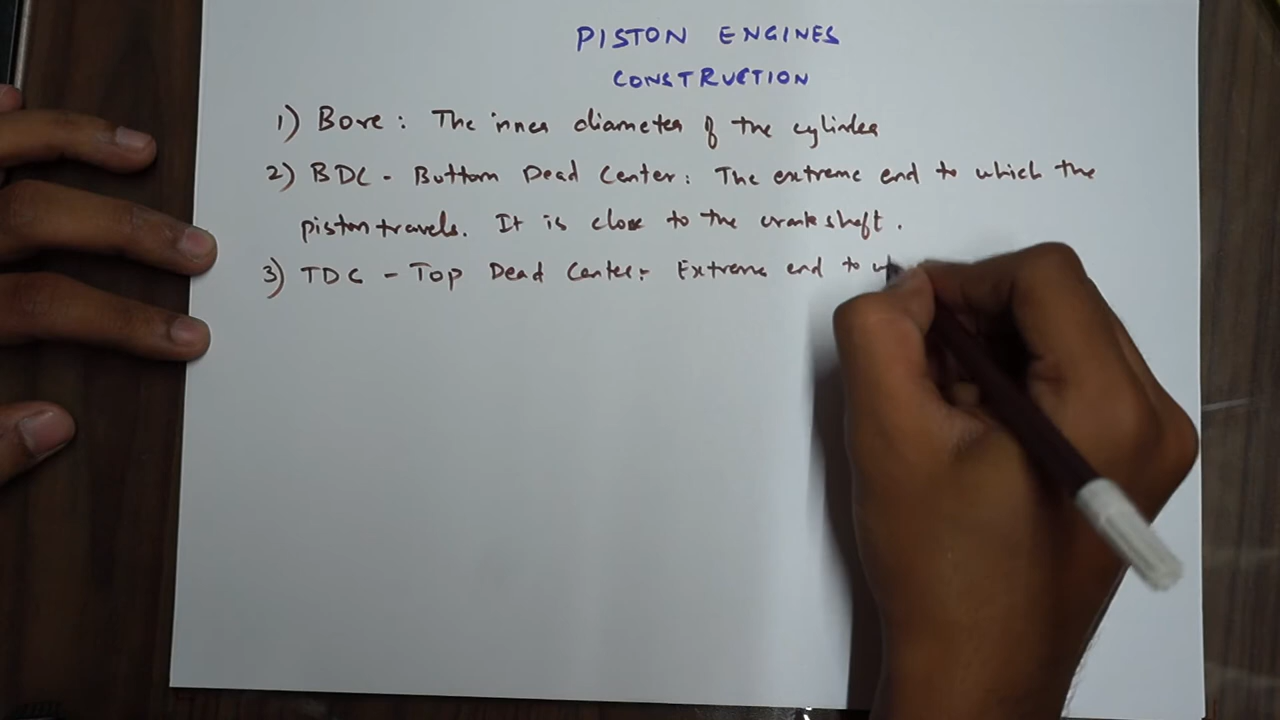 PISTON ENGINES
CONSTRUCTION
1) Bore : The inner diameter of the cylinder
2) BDC - Bottom Dead Center : The extreme end to which the
piston travels. It is close to the crankshaft .
3) TDC - Top Dead Center :- Extreme end to